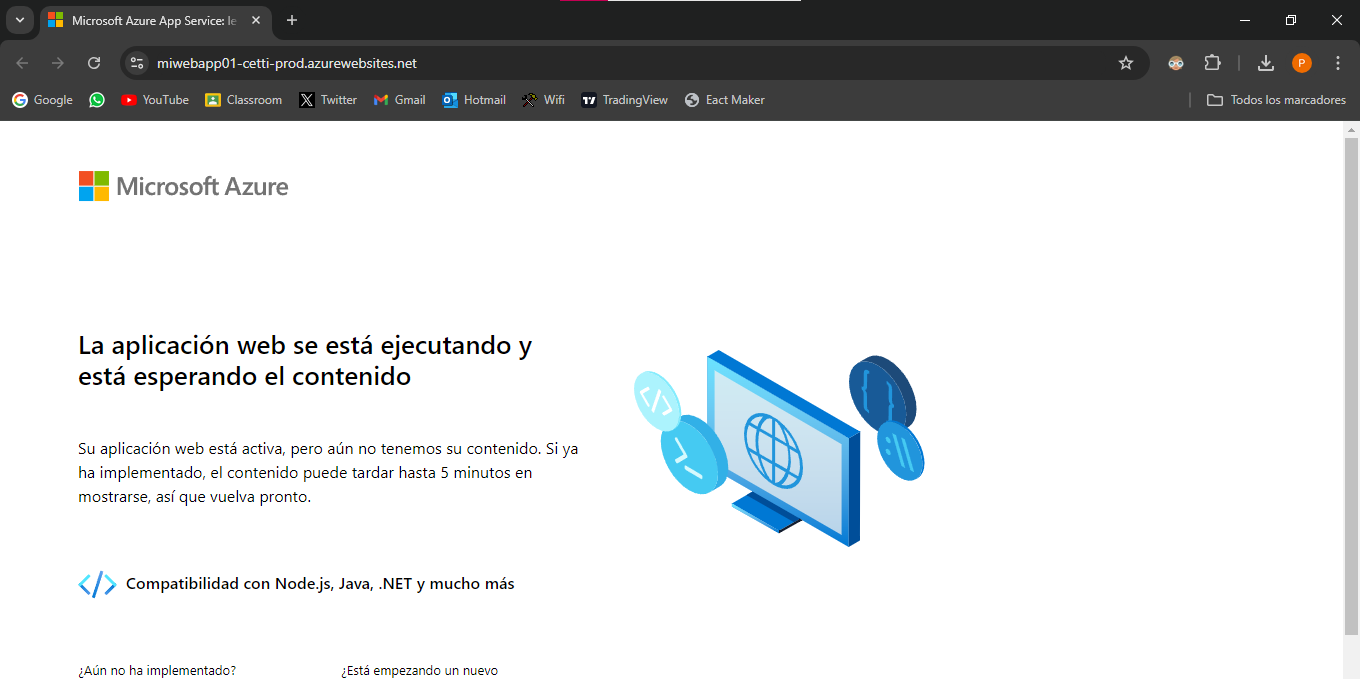 Microsoft Azure App Service: le
miwebapp01-cetti-prod.azurewebsites.net
P
Google
YouTube
Classroom
Twitter
Gmail
Hotmail
Wifi
TradingView
Eact Maker
Todos los marcadores
Microsoft Azure
La aplicación web se está ejecutando y
está esperando el contenido
Su aplicación web está activa, pero aún no tenemos su contenido. Si ya
ha implementado, el contenido puede tardar hasta 5 minutos en
mostrarse, así que vuelva pronto.
</> Compatibilidad con Node.js, Java, .NET y mucho más
¿Aún no ha implementado?
¿Está empezando un nuevo